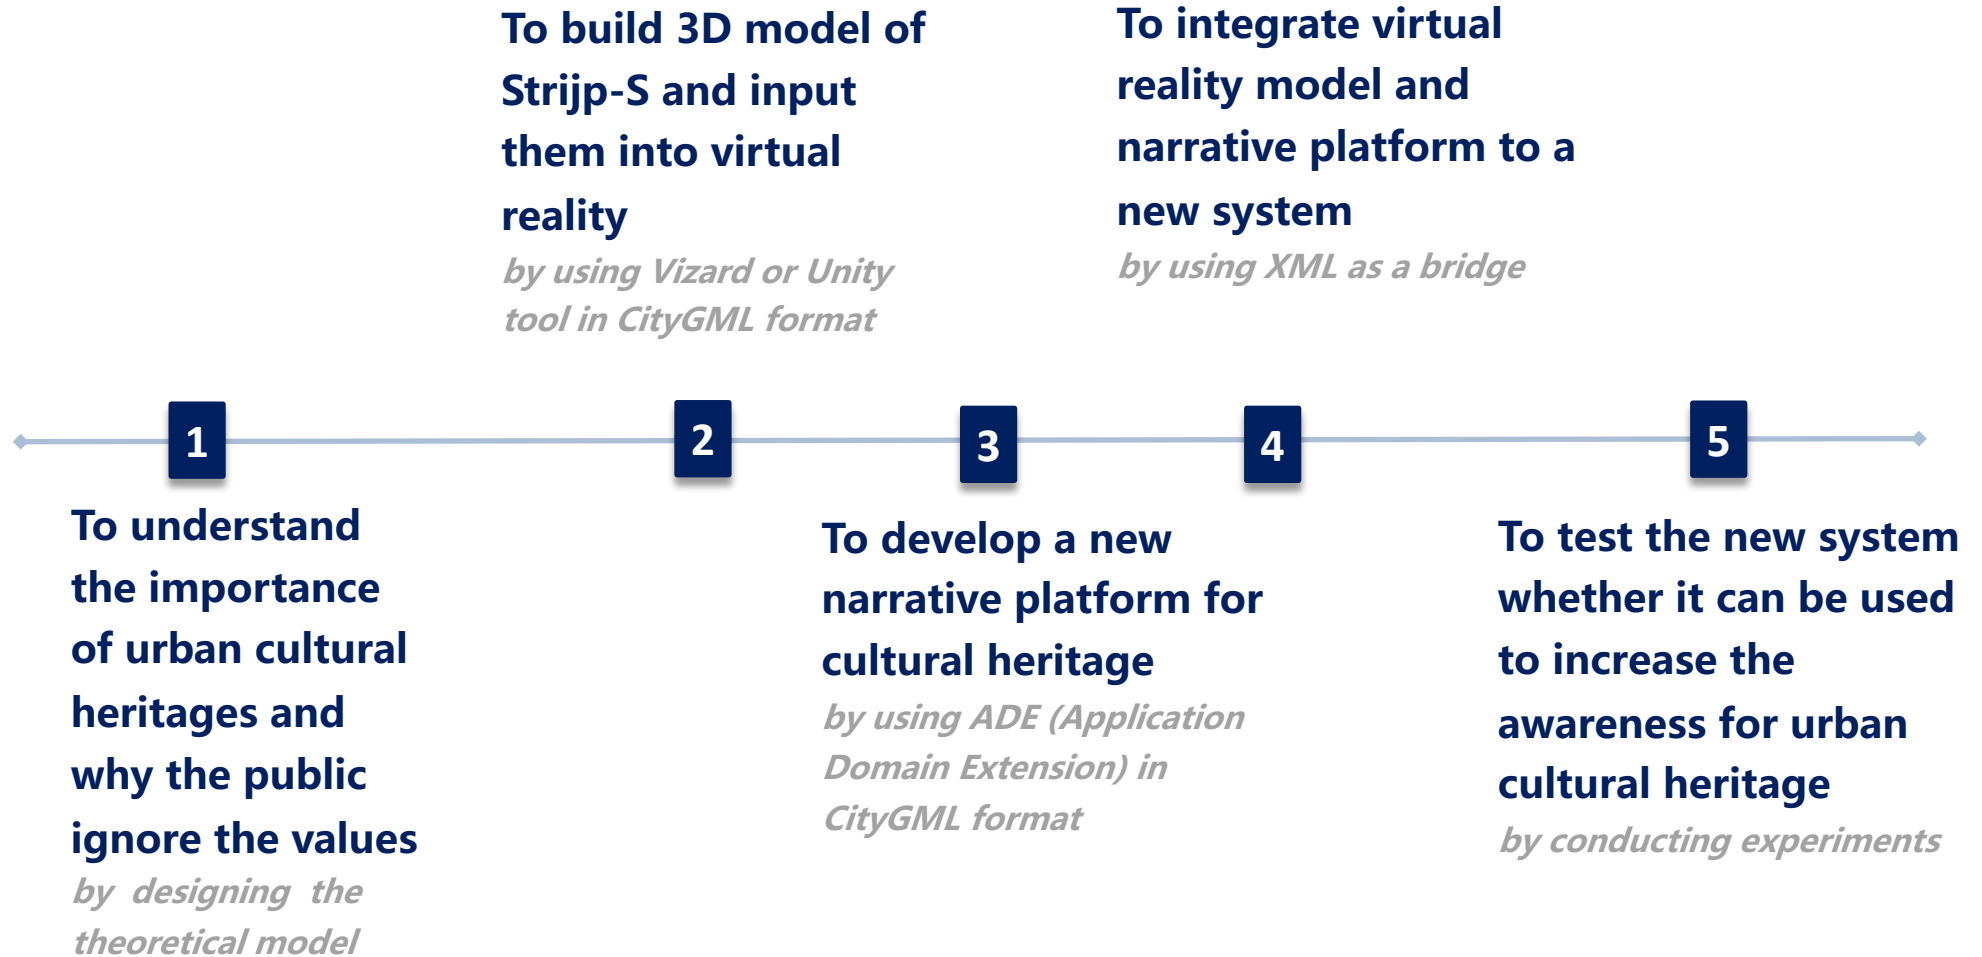 To build 3D model of
Strijp-S and input
them into virtual
reality
by using Vizard or Unity
tool in CityGML format
To integrate virtual
reality model and
narrative platform to a
new system
by using XML as a bridge
1
2
3
4
5
To understand
the importance
of urban cultural
heritages and
why the public
ignore the values
by designing the
theoretical model
To develop a new
narrative platform for
cultural heritage
by using ADE (Application
Domain Extension) in
CityGML format
To test the new system
whether it can be used
to increase the
awareness for urban
cultural heritage
by conducting experiments